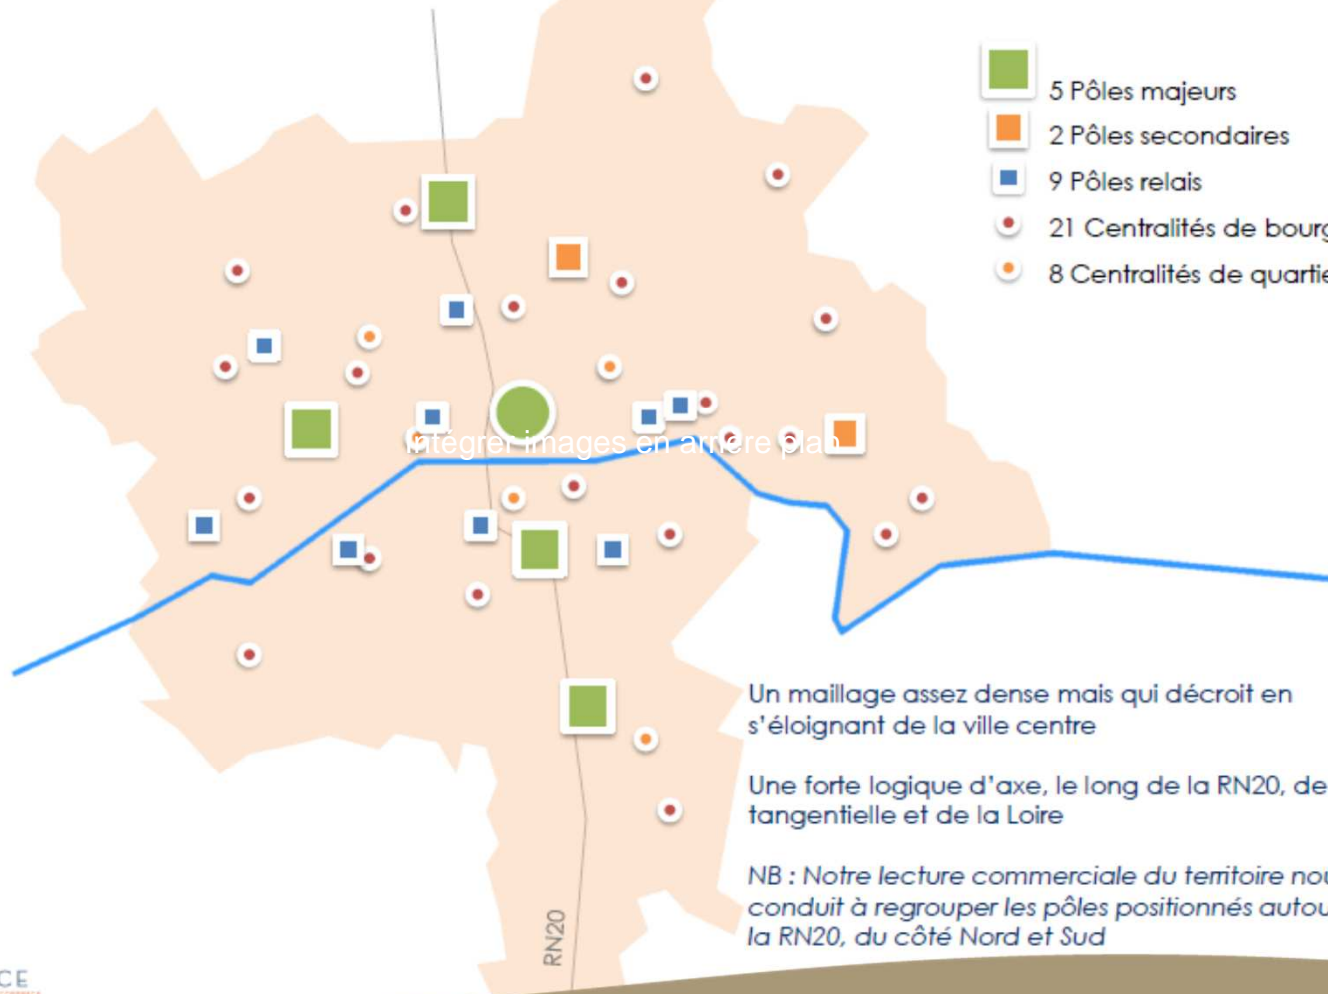 5 Pôles majeurs
2 Pôles secondaires
9 Pôles relais
21 Centralités de bourg
8 Centralités de quartie
Intégrer images en arrière plan
Un maillage assez dense mais qui décroit en
s'éloignant de la ville centre
Une forte logique d'axe, le long de la RN20, de
tangentielle et de la Loire
NB : Notre lecture commerciale du territoire nou
conduit à regrouper les pôles positionnés autou
la RN20, du côté Nord et Sud
RN20
CE